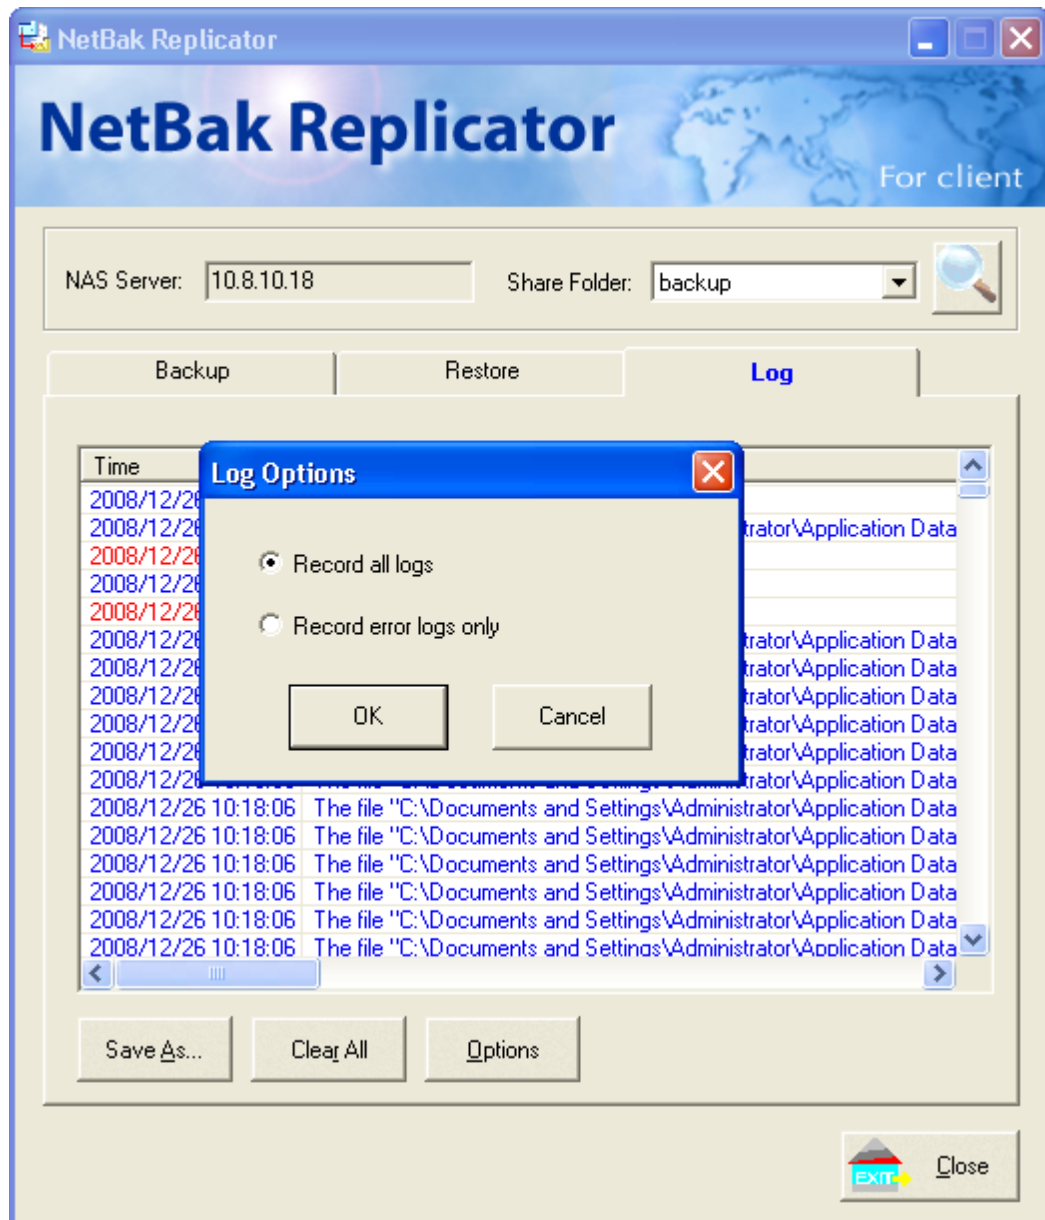 NetBak Replicator
NetBak Replicator
For client
NAS Server: 10.8.10.18 Share Folder: backup
Backup Restore Log
Time
Log Options
Record all logs
Record error logs only
OK Cancel
2008/12/26
2008/12/26 trator\Application Data
2008/12/26
2008/12/26
2008/12/26
2008/12/26 trator\Application Data
2008/12/26 trator\Application Data
2008/12/26 trator\Application Data
2008/12/26 trator\Application Data
2008/12/26 trator\Application Data
2008/12/26 trator\Application Data
2008/12/26 10:18:06 The file "C:\Documents and Settings\Administrator\Application Data
2008/12/26 10:18:06 The file "C:\Documents and Settings\Administrator\Application Data
2008/12/26 10:18:06 The file "C:\Documents and Settings\Administrator\Application Data
2008/12/26 10:18:06 The file "C:\Documents and Settings\Administrator\Application Data
2008/12/26 10:18:06 The file "C:\Documents and Settings\Administrator\Application Data
2008/12/26 10:18:06 The file "C:\Documents and Settings\Administrator\Application Data
Save As... Clear All Options
EXIT Close